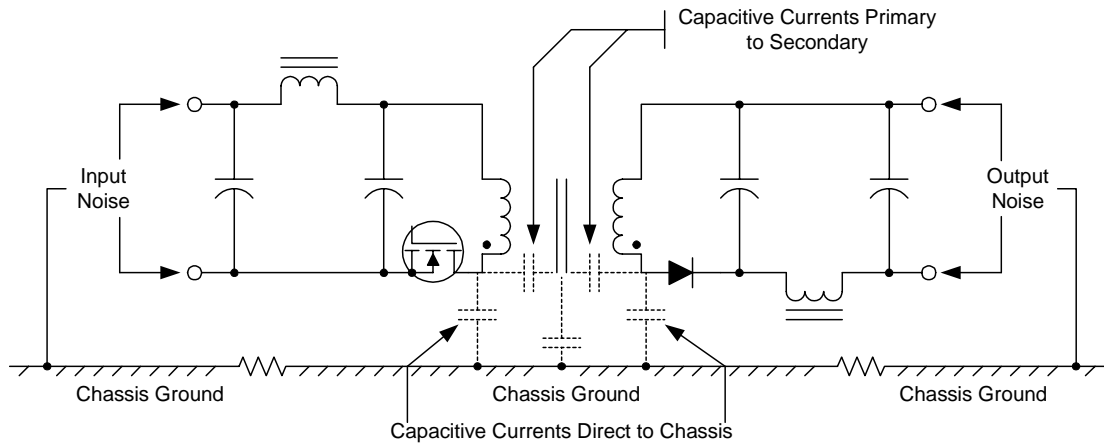 Capacitive Currents Primary
to Secondary
Input
Noise
Output
Noise
Chassis Ground
Chassis Ground
Chassis Ground
Capacitive Currents Direct to Chassis